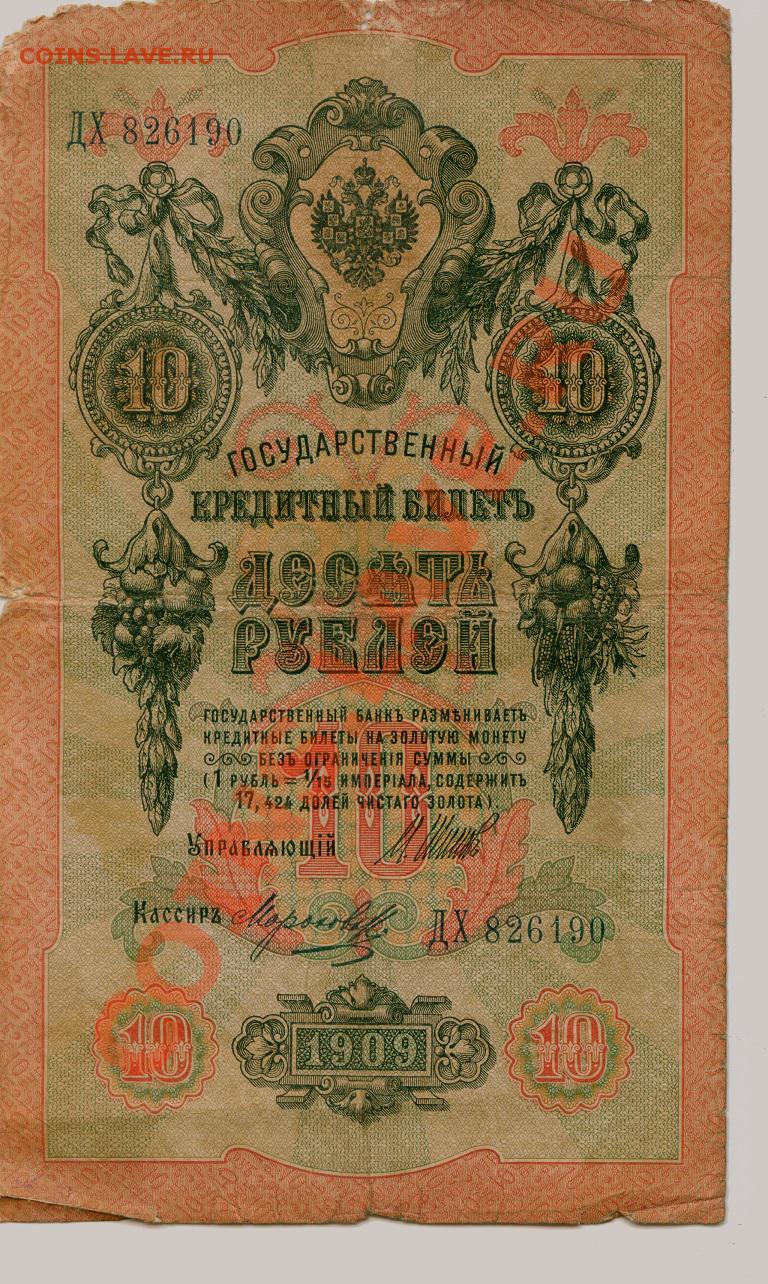 COINS.LAVE.RU
ДХ 826190
10
10
ГОСУДАРСТВЕННЫЙ
КРЕДИТНЫЙ БИЛЕТЪ
ДЕСЯТЬ
РУБЛЕЙ
ГОСУДАРСТВЕННЫЙ БАНКЪ РАЗМѢНИВАЕТЪ
КРЕДИТНЫЕ БИЛЕТЫ НА ЗОЛОТУЮ МОНЕТУ
БЕЗЪ ОГРАНИЧЕНІЯ СУММЫ
(1 РУБЛЬ = 1/15 ИМПЕРІАЛА, СОДЕРЖИТЪ
17,424 ДОЛЕЙ ЧИСТАГО ЗОЛОТА).
10
Управляющій
Кассиръ
ДХ 826190
10
1909
10